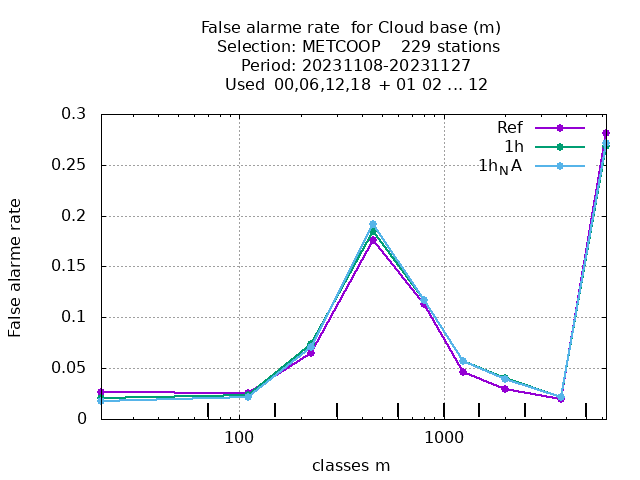 False alarme rate  for Cloud base (m)
Selection: METCOOP    229 stations
Period: 20231108-20231127
Used  00,06,12,18 + 01 02 ... 12
0.3
0.25
0.2
0.15
0.1
0.05
0
False alarme rate
Ref
1h
1h_NA
100
1000
classes m